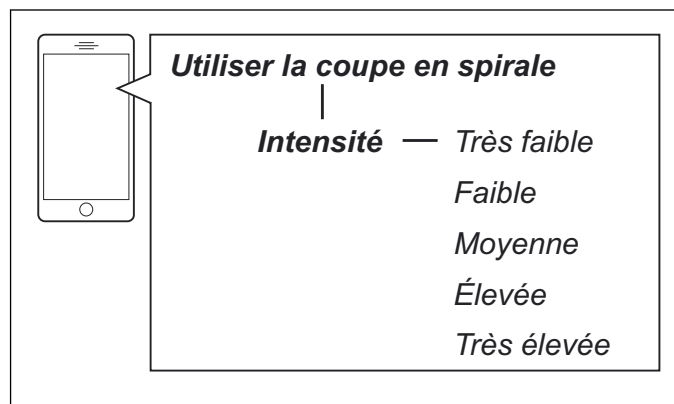 Utiliser la coupe en spirale
Intensité — Très faible
Faible
Moyenne
Élevée
Très élevée